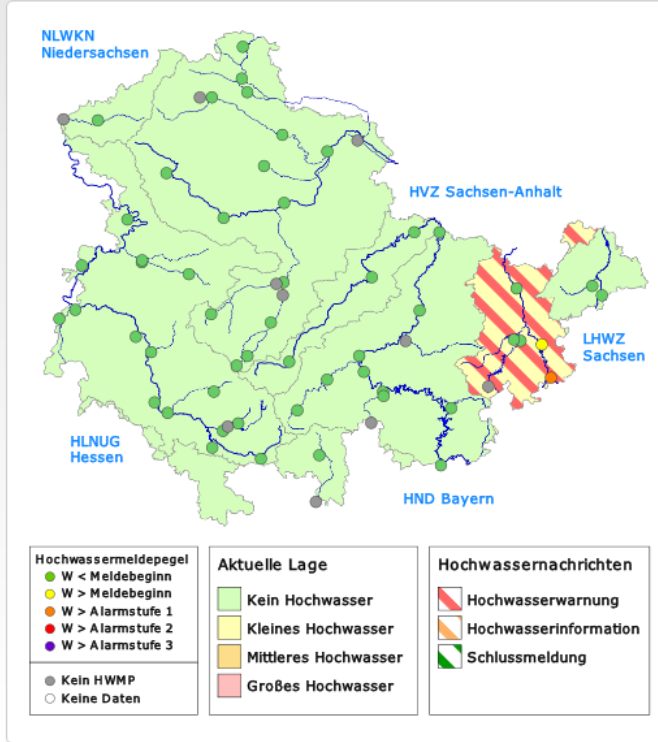 NLWKN
Niedersachsen
HVZ Sachsen-Anhalt
LHWZ
Sachsen
HLNUG
Hessen
HND Bayern
Hochwassermeldepegel
W < Meldebeginn
W > Meldebeginn
W > Alarmstufe 1
W > Alarmstufe 2
W > Alarmstufe 3
Kein HWMP
Keine Daten
Aktuelle Lage
Kein Hochwasser
Kleines Hochwasser
Mittleres Hochwasser
Großes Hochwasser
Hochwassernachrichten
Hochwasserwarnung
Hochwasserinformation
Schlussmeldung